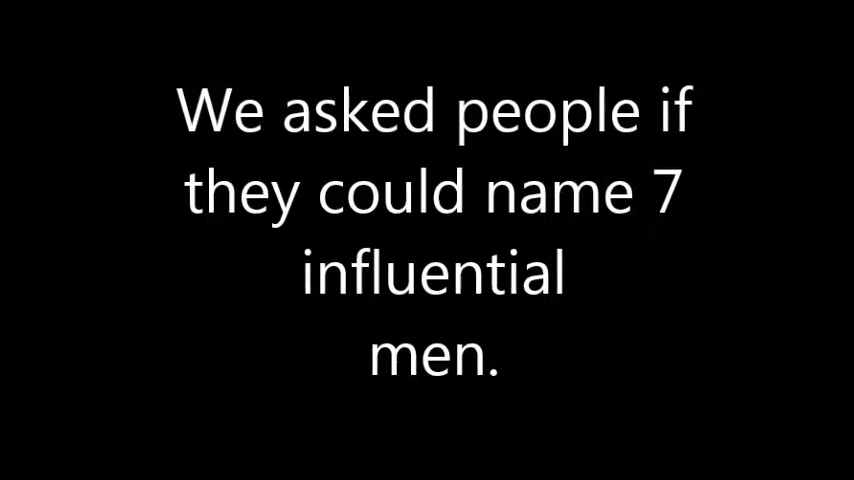 We asked people if
they could name 7
influential
men.